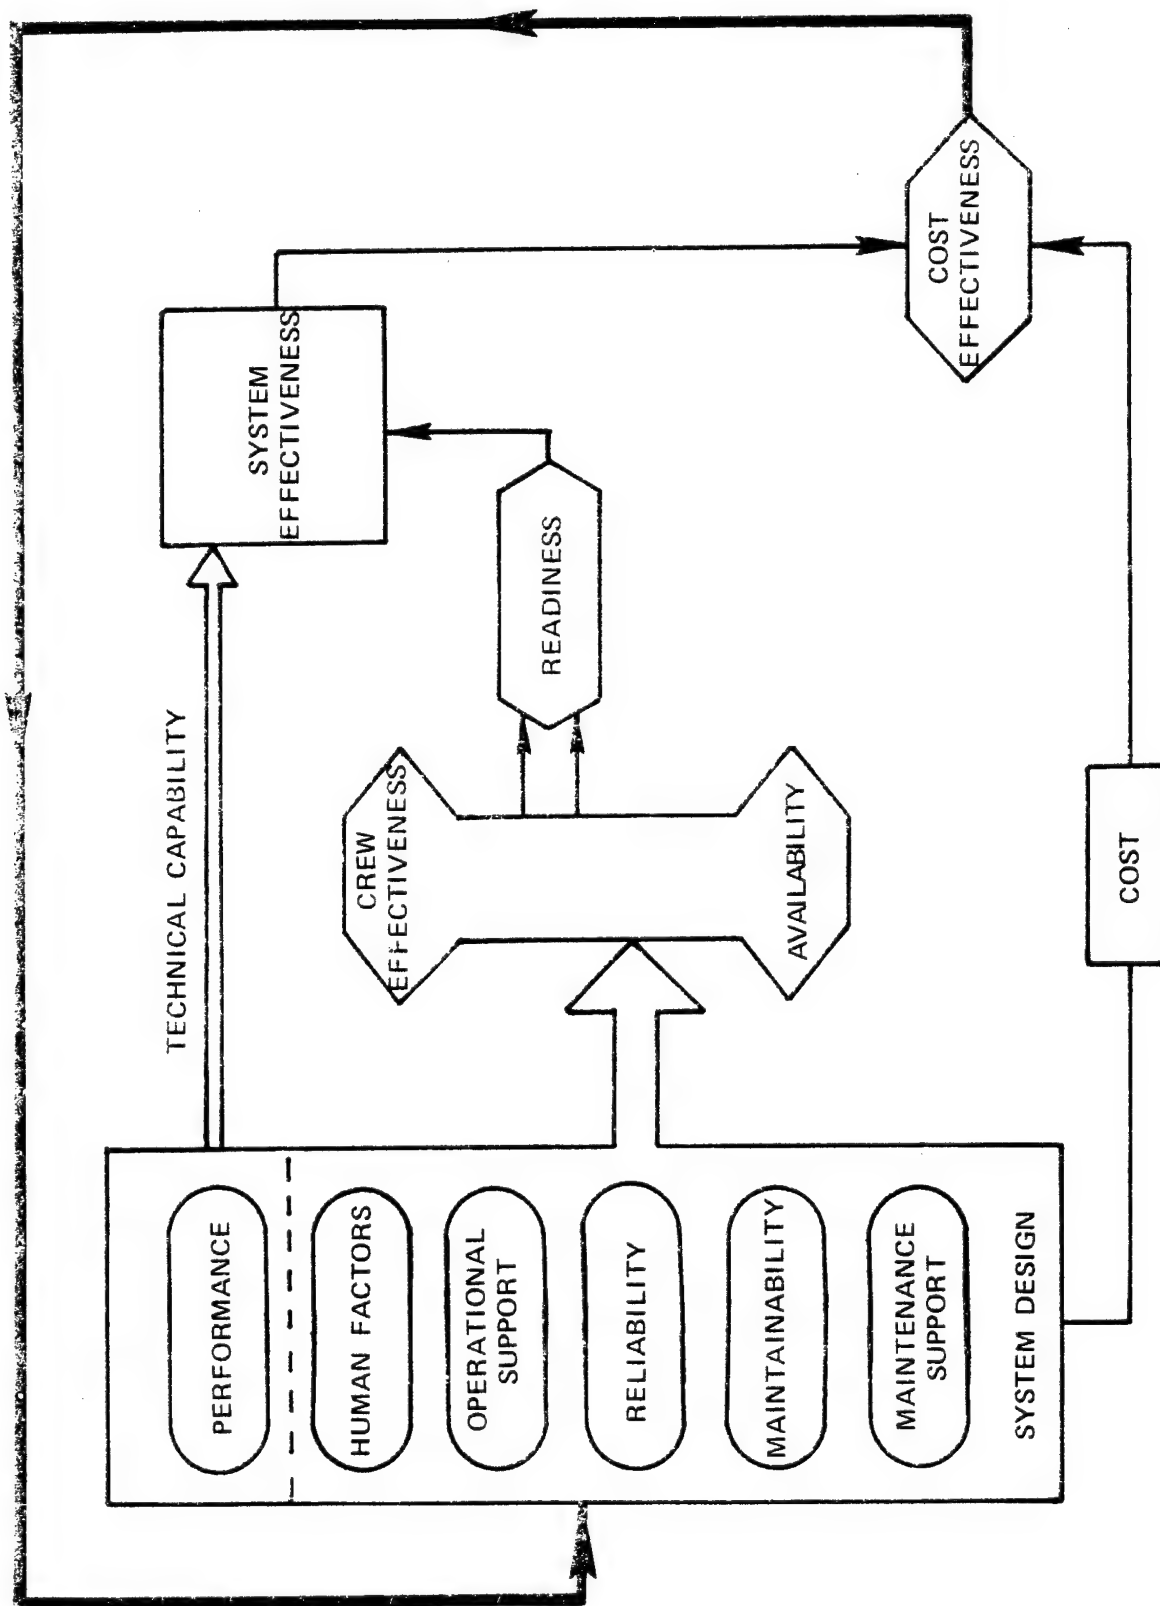 PERFORMANCE
HUMAN FACTORS
OPERATIONAL
SUPPORT
RELIABILITY
MAINTAINABILITY
MAINTENANCE
SUPPORT
SYSTEM DESIGN
TECHNICAL CAPABILITY
CREW
EFFECTIVENESS
AVAILABILITY
COST
READINESS
SYSTEM
EFFECTIVENESS
COST
EFFECTIVENESS